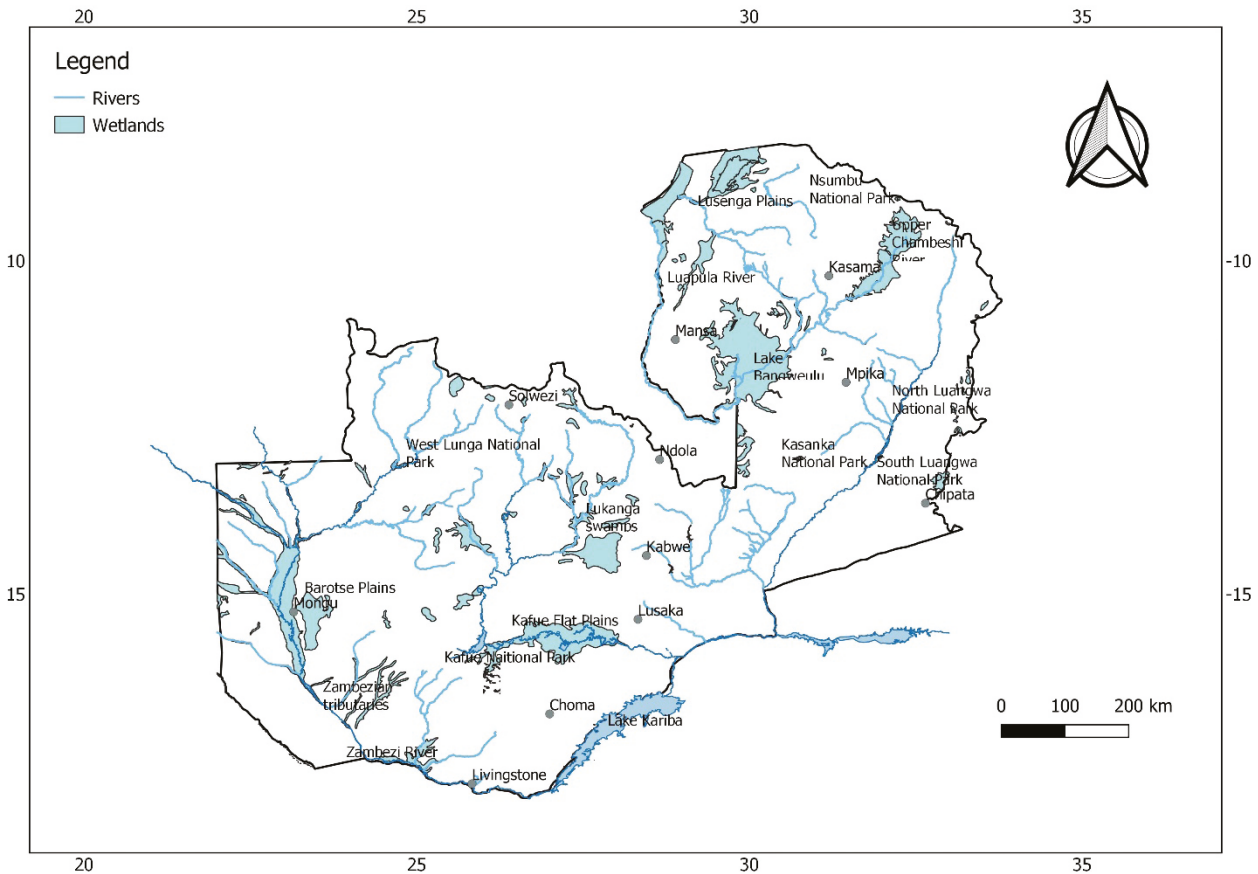 20 25 30 35
Legend
Rivers
Wetlands
Nsumbu
National Park
Lusenga Plains
Upper
Chambeshi
River
10 -10
Kasama
Luapula River
Mansa
Lake
Bangweulu
Mpika
North Luangwa
National Park
Solwezi
West Lunga National
Park
Ndola
Kasanka
National Park
South Luangwa
National Park
Chipata
Lukanga
swamps
Kabwe
15 -15
Barotse Plains
Mongu
Lusaka
Kafue Flat Plains
Kafue Naitional Park
Zambezian
tributaries
Choma
Lake Kariba
0 100 200 km
Zambezi River
Livingstone
20 25 30 35